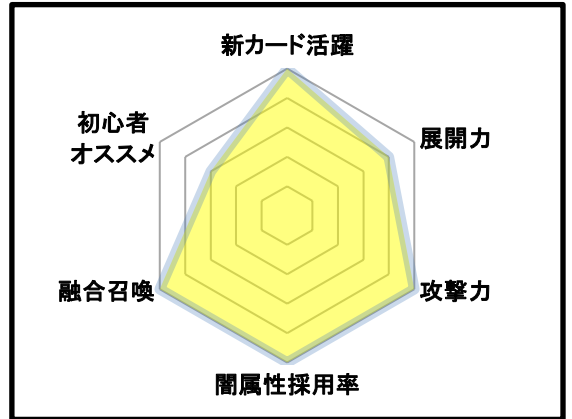 新カード活躍
初心者
オススメ
展開力
融合召喚
攻撃力
闇属性採用率